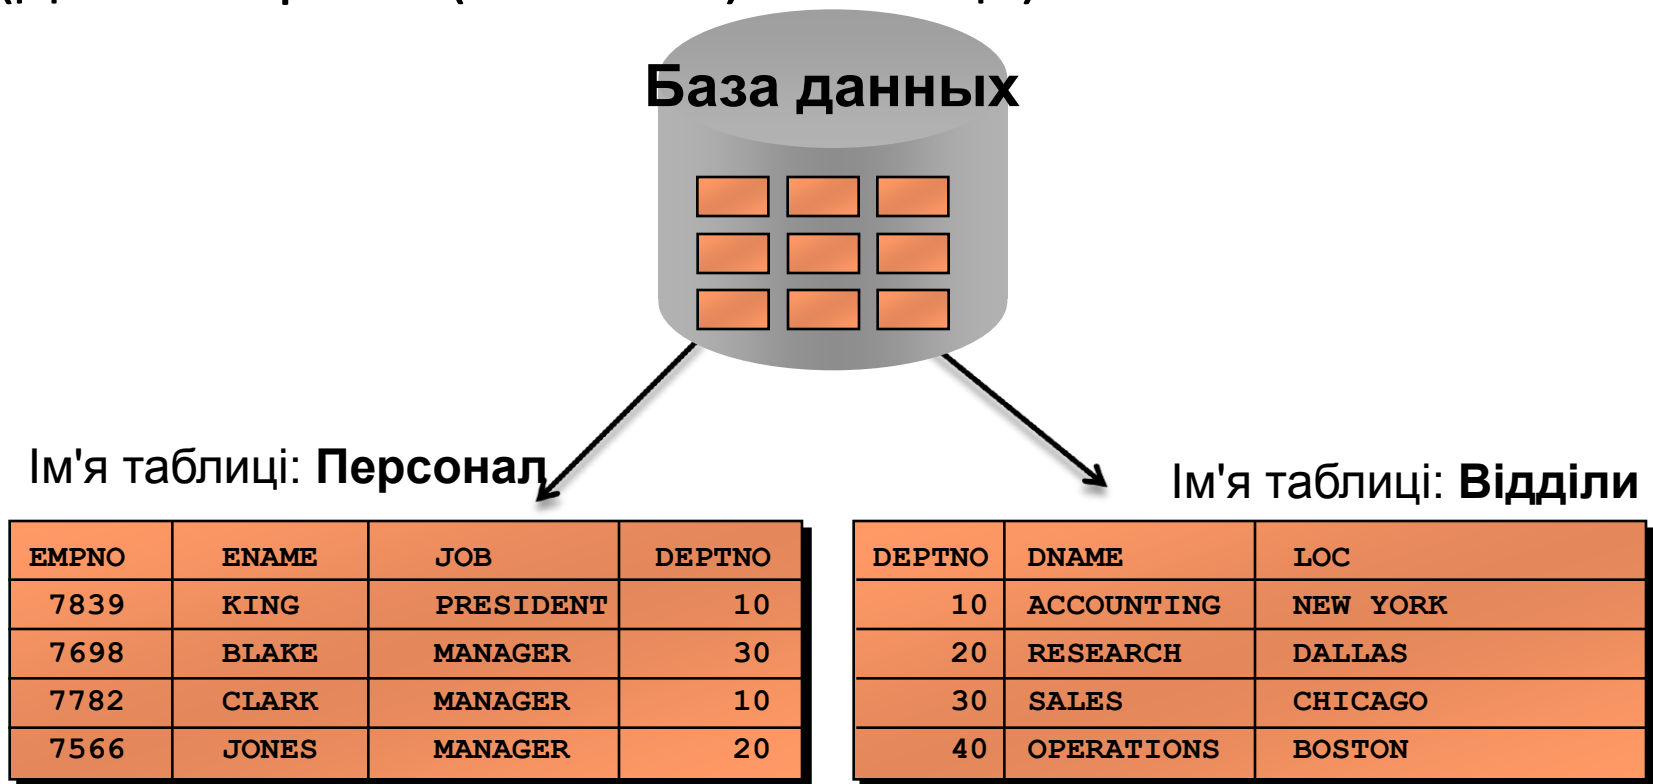 База данных
Ім'я таблиці: Персонал
EMPNO ENAME JOB DEPTNO
7839 KING PRESIDENT 10
7698 BLAKE MANAGER 30
7782 CLARK MANAGER 10
7566 JONES MANAGER 20
Ім'я таблиці: Відділи
DEPTNO DNAME LOC
10 ACCOUNTING NEW YORK
20 RESEARCH DALLAS
30 SALES CHICAGO
40 OPERATIONS BOSTON